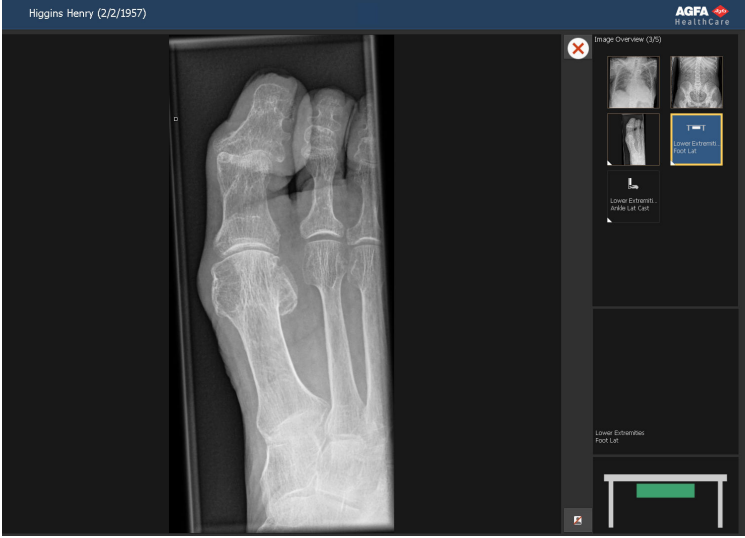 Higgins Henry (2/2/1957)
AGFA
HealthCare
Image Overview (3/5)
Lower Extremiti...
Foot Lat
Lower Extremiti...
Ankle Lat Cast
Lower Extremities
Foot Lat